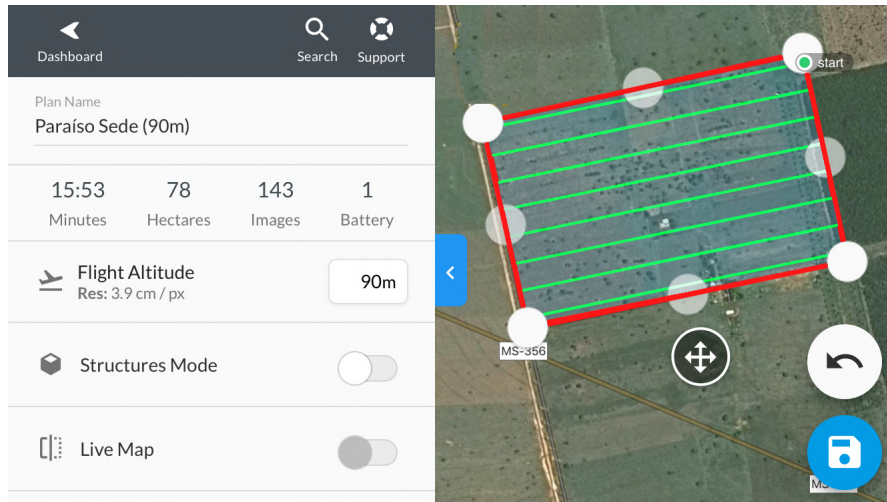 Dashboard
Search
Support
Plan Name
Paraíso Sede (90m)
15:53 78 143 1
Minutes Hectares Images Battery
Flight Altitude
90m
Res: 3.9 cm / px
Structures Mode
Live Map
start
MS-356